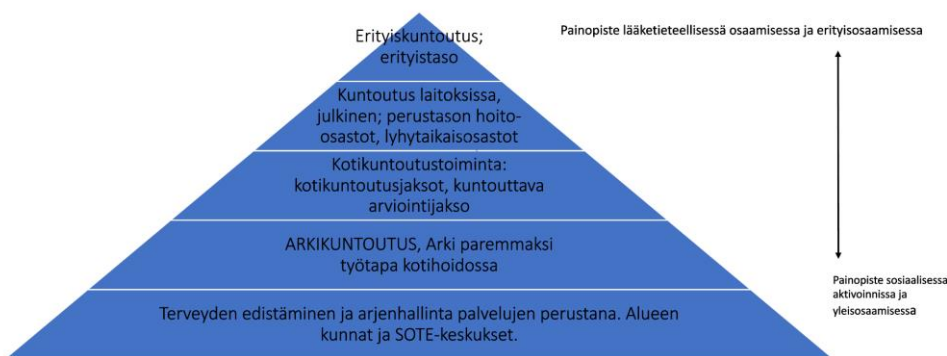 Erityiskuntoutus;
erityistaso
Painopiste lääketieteellisessä osaamisessa ja erityisosaamisessa
Kuntoutus laitoksissa,
julkinen; perustason hoito-
osastot, lyhytaikaisosastot
Kotikuntoutustoiminta:
kotikuntoutusjaksot, kuntouttava
arviointijakso
ARKIKUNTOUTUS, Arki paremmaksi
työtapa kotihoidossa
Painopiste sosiaalisessa
aktivoinnissa ja
yleisosaamisessa
Terveyden edistäminen ja arjenhallinta palvelujen perustana. Alueen
kunnat ja SOTE-keskukset.